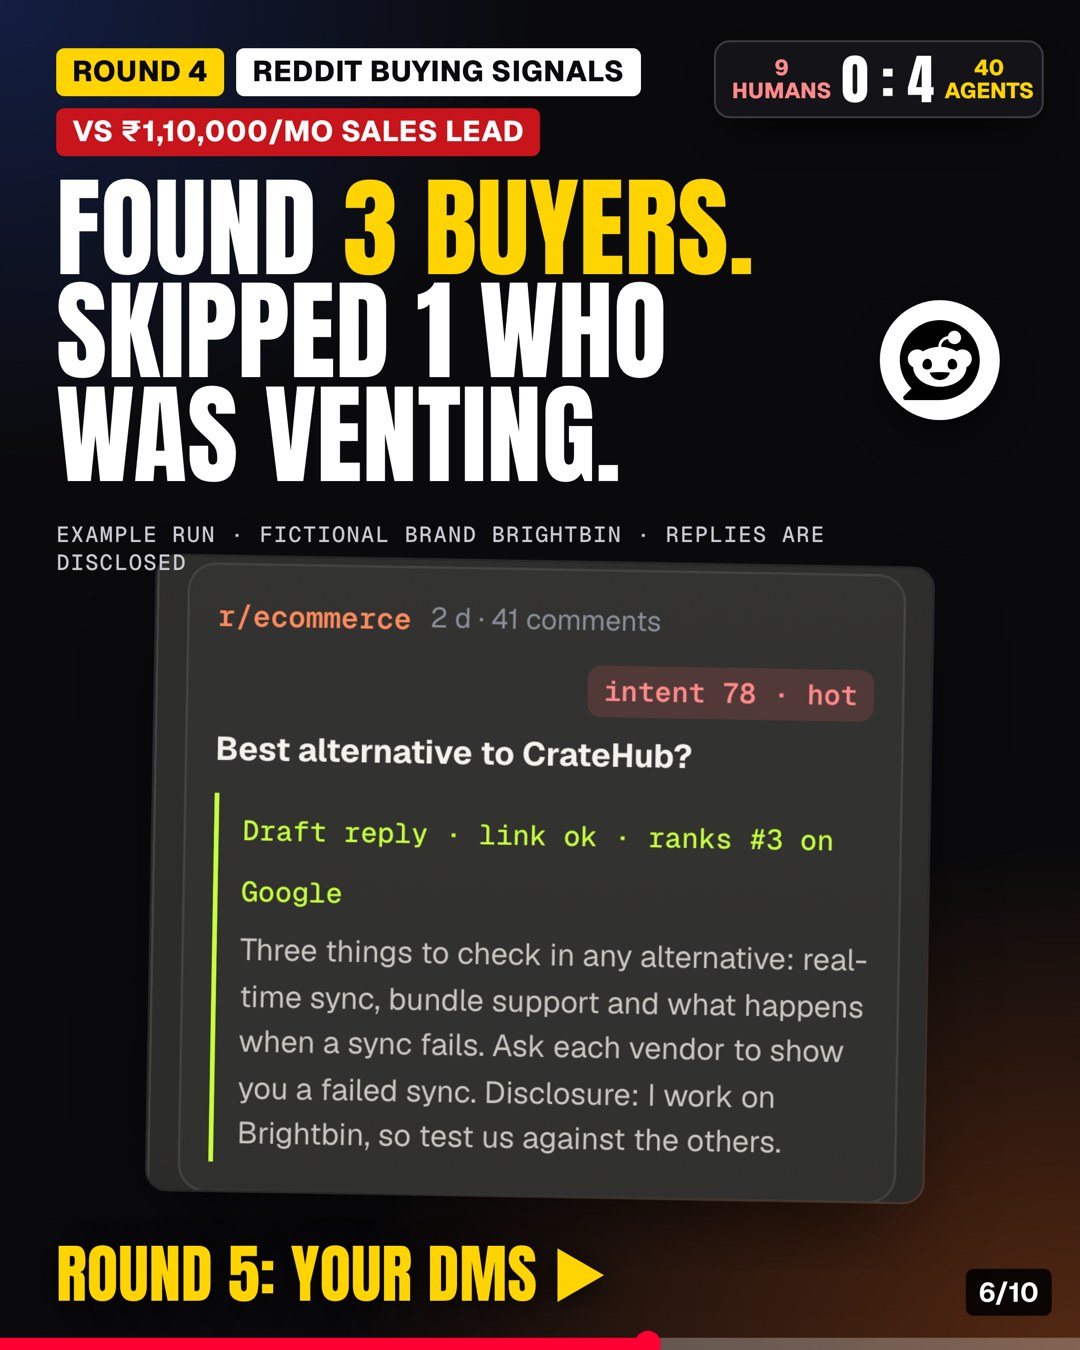 ROUND 4
REDDIT BUYING SIGNALS
9
HUMANS
0 : 4
40
AGENTS
VS ₹1,10,000/MO SALES LEAD
FOUND 3 BUYERS.
SKIPPED 1 WHO
WAS VENTING.
EXAMPLE RUN · FICTIONAL BRAND BRIGHTBIN · REPLIES ARE
DISCLOSED
r/ecommerce 2 d · 41 comments
intent 78 · hot
Best alternative to CrateHub?
Draft reply · link ok · ranks #3 on
Google
Three things to check in any alternative: real-
time sync, bundle support and what happens
when a sync fails. Ask each vendor to show
you a failed sync. Disclosure: I work on
Brightbin, so test us against the others.
ROUND 5: YOUR DMS ▶
6/10